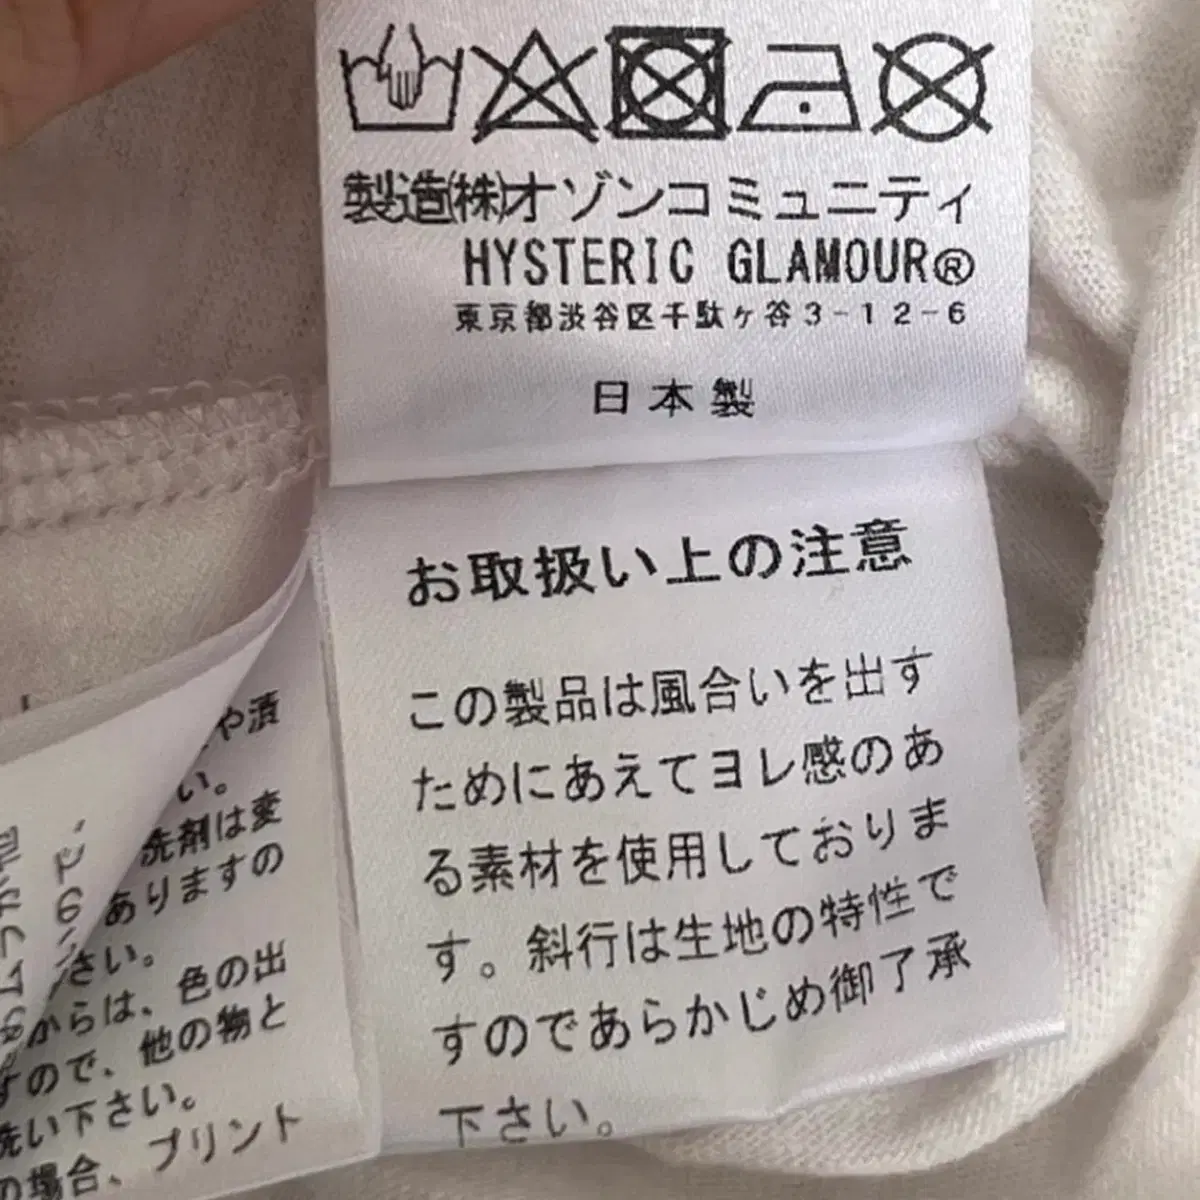 製造(株)オゾンコミュニティ
HYSTERIC GLAMOUR®
東京都渋谷区千駄ヶ谷3-12-6
日本製
お取扱い上の注意
この製品は風合いを出す
ためにあえてヨレ感のあ
る素材を使用しておりま
す。斜行は生地の特性で
すのであらかじめ御了承
下さい。
や漬
い。
洗剤は変
ありますの
さい。
からは、色の出
すので、他の物と
洗い下さい。
の場合、プリント